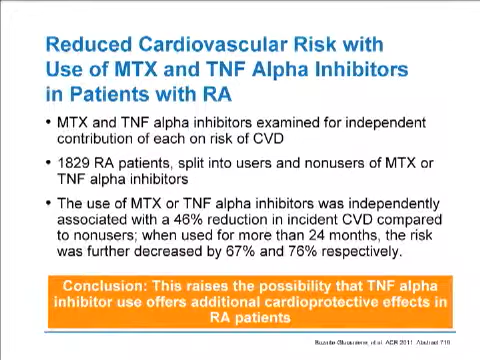 Reduced Cardiovascular Risk with
Use of MTX and TNF Alpha Inhibitors
in Patients with RA
• MTX and TNF alpha inhibitors examined for independent
contribution of each on risk of CVD
• 1829 RA patients, split into users and nonusers of MTX or
TNF alpha inhibitors
• The use of MTX or TNF alpha inhibitors was independently
associated with a 46% reduction in incident CVD compared
to nonusers; when used for more than 24 months, the risk
was further decreased by 67% and 76% respectively.
Conclusion: This raises the possibility that TNF alpha
inhibitor use offers additional cardioprotective effects in
RA patients
et al. ACR 2011. Abstract